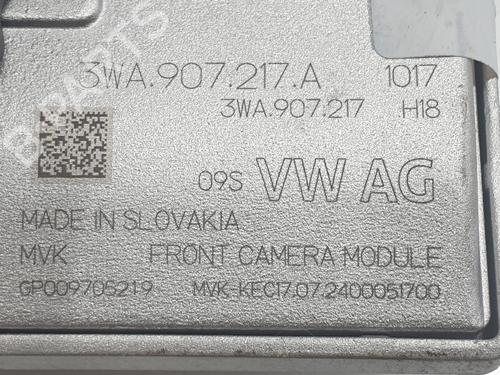 3WA.907.217.A 1017
3WA.907.217 H18
09S VW AG
MADE IN SLOVAKIA
MVK FRONT CAMERA MODULE
GP009705219 MVK-KEC17.07.2400051700
B-PARTS